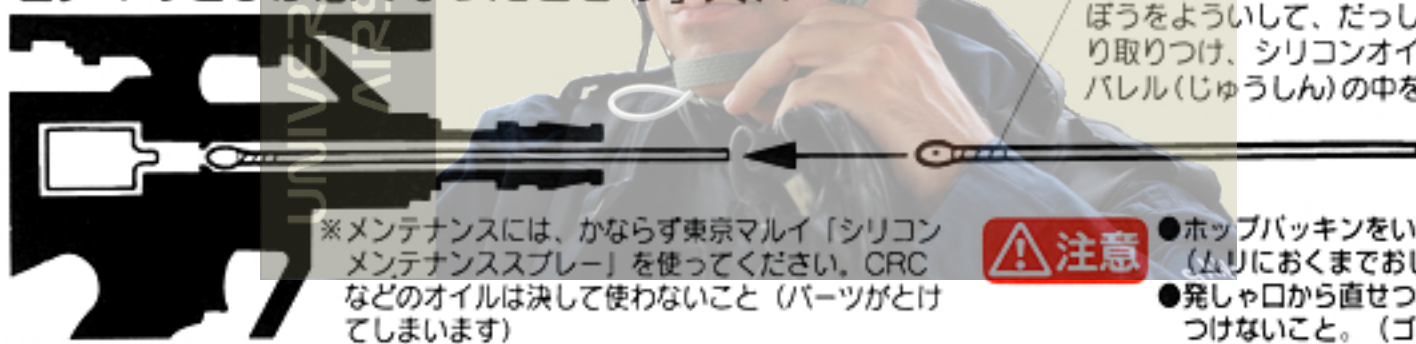 ぼうをよういして、だっし
り取りつけ、シリコンオイ
バレル(じゅうしん)の中を
UNIVER
AIR
※メンテナンスには、かならず東京マルイ「シリコン
メンテナンススプレー」を使ってください。CRC
などのオイルは決して使わないこと(パーツがとけ
てしまいます)
注意
●ホップパッキンをい
(ムリにおくまでおし
●発しゃ口から直せつ
つけないこと。(ゴ